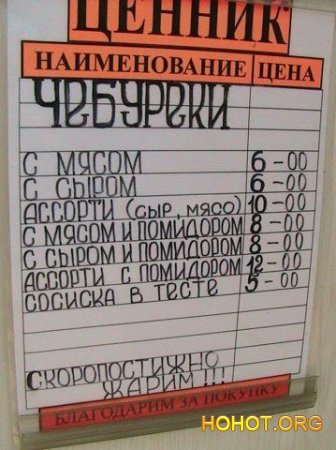 ЦЕННИК
НАИМЕНОВАНИЕ ЦЕНА
ЧЕБУРЕКИ
С МЯСОМ 6-00
С СЫРОМ 6-00
АССОРТИ (СЫР, МЯСО) 10-00
С МЯСОМ И ПОМИДОРОМ 8-00
С СЫРОМ И ПОМИДОРОМ 8-00
АССОРТИ С ПОМИДОРОМ 12-00
СОСИСКА В ТЕСТЕ 5-00
СКОРОПОСТИЖНО
ЖАРИМ !!!
БЛАГОДАРИМ ЗА ПОКУПКУ
HOHOT.ORG